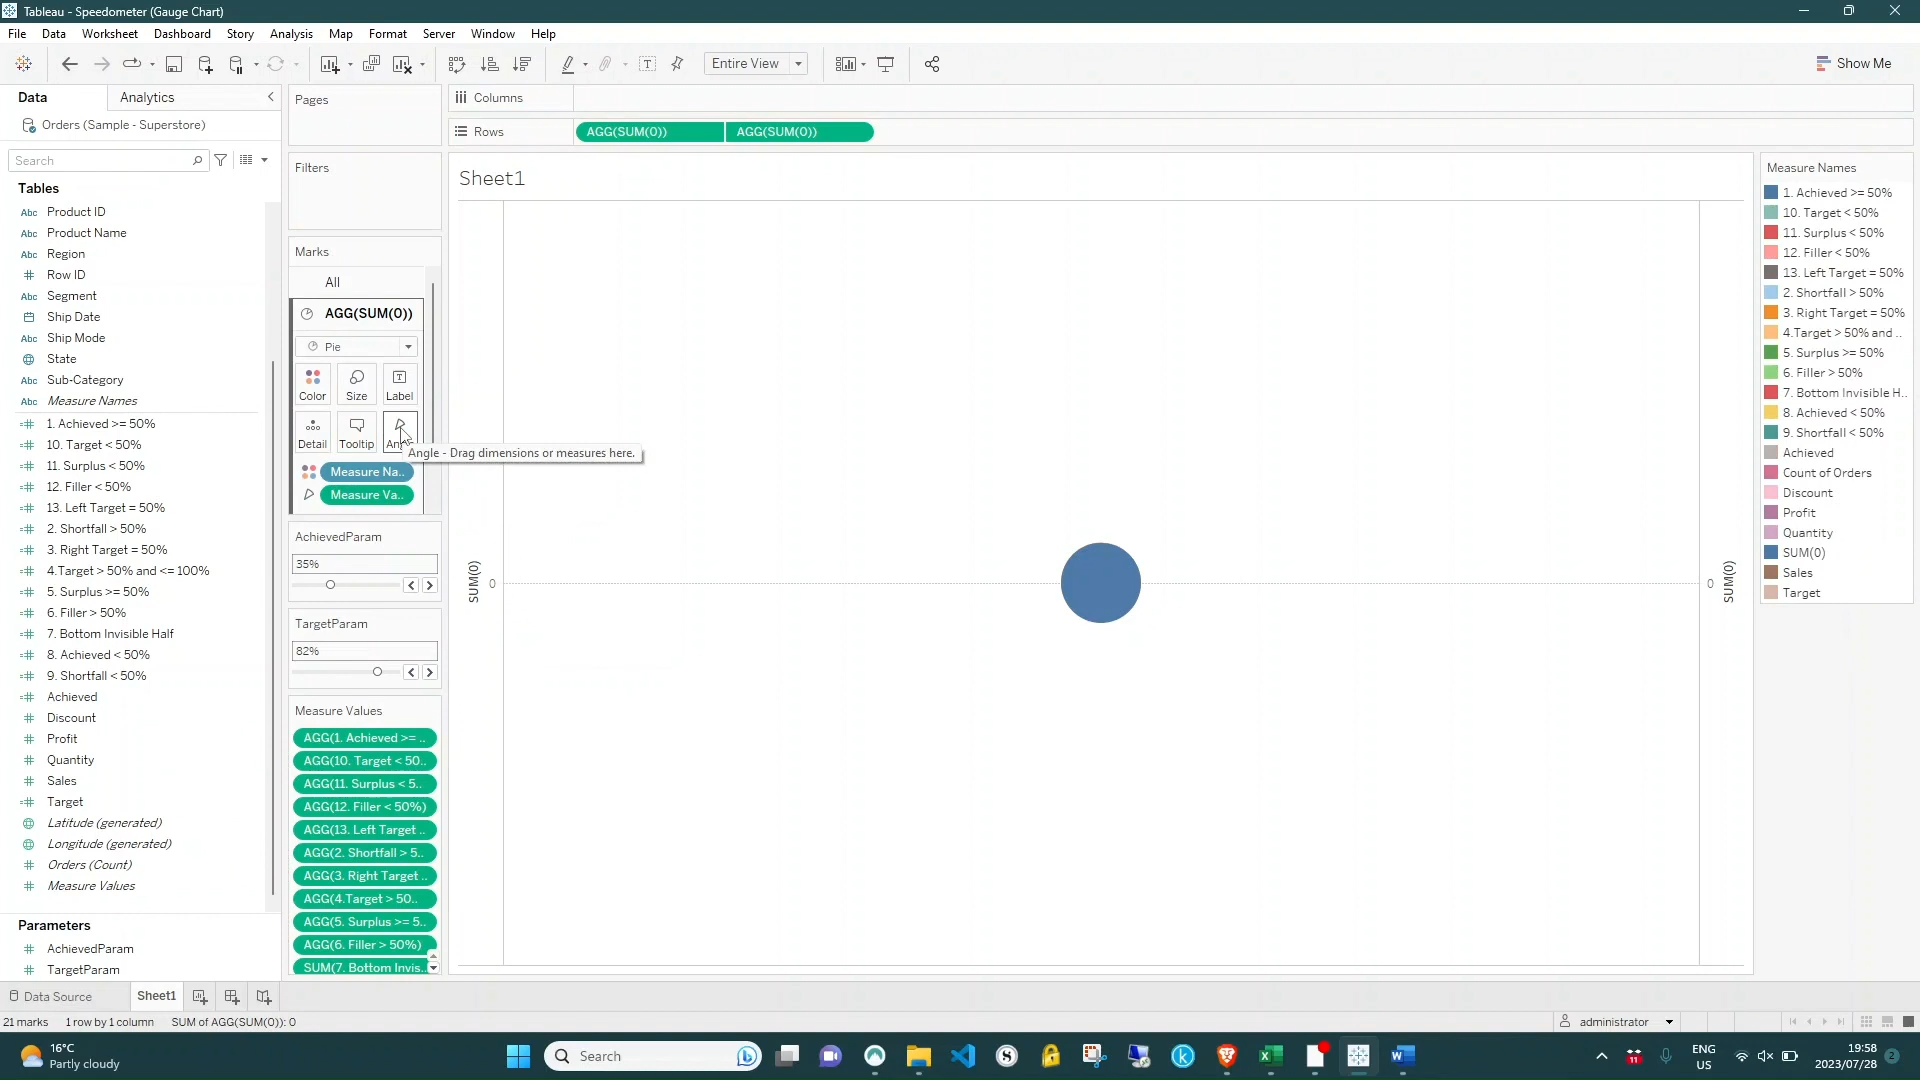 Tableau - Speedometer (Gauge Chart)
File Data Worksheet Dashboard Story Analysis Map Format Server Window Help
Entire View
Show Me
Data Analytics
Orders (Sample - Superstore)
Search
Tables
Abc Product ID
Abc Product Name
Abc Region
# Row ID
Abc Segment
Ship Date
Abc Ship Mode
State
Abc Sub-Category
Abc Measure Names
=# 1. Achieved >= 50%
=# 10. Target < 50%
=# 11. Surplus < 50%
=# 12. Filler < 50%
=# 13. Left Target = 50%
=# 2. Shortfall > 50%
=# 3. Right Target = 50%
=# 4.Target > 50% and <= 100%
=# 5. Surplus >= 50%
=# 6. Filler > 50%
=# 7. Bottom Invisible Half
=# 8. Achieved < 50%
=# 9. Shortfall < 50%
=# Achieved
# Discount
# Profit
# Quantity
# Sales
=# Target
Latitude (generated)
Longitude (generated)
# Orders (Count)
# Measure Values
Parameters
# AchievedParam
# TargetParam
Pages
Filters
Marks
All
AGG(SUM(0))
Pie
Color Size Label
Detail Tooltip
Angle - Drag dimensions or measures here.
Measure Na..
Measure Va..
AchievedParam
35%
TargetParam
82%
Measure Values
AGG(1. Achieved >= ..
AGG(10. Target < 50..
AGG(11. Surplus < 5..
AGG(12. Filler < 50%)
AGG(13. Left Target ..
AGG(2. Shortfall > 5..
AGG(3. Right Target ..
AGG(4.Target > 50..
AGG(5. Surplus >= 5..
AGG(6. Filler > 50%)
SUM(7. Bottom Invis..
Columns
Rows AGG(SUM(0)) AGG(SUM(0))
Sheet1
SUM(0)
0
0
SUM(0)
Measure Names
1. Achieved >= 50%
10. Target < 50%
11. Surplus < 50%
12. Filler < 50%
13. Left Target = 50%
2. Shortfall > 50%
3. Right Target = 50%
4.Target > 50% and ..
5. Surplus >= 50%
6. Filler > 50%
7. Bottom Invisible H..
8. Achieved < 50%
9. Shortfall < 50%
Achieved
Count of Orders
Discount
Profit
Quantity
SUM(0)
Sales
Target
Data Source Sheet1
21 marks 1 row by 1 column SUM of AGG(SUM(0)): 0
administrator
16°C
Partly cloudy
Search
11
ENG
US
19:58
2023/07/28
2